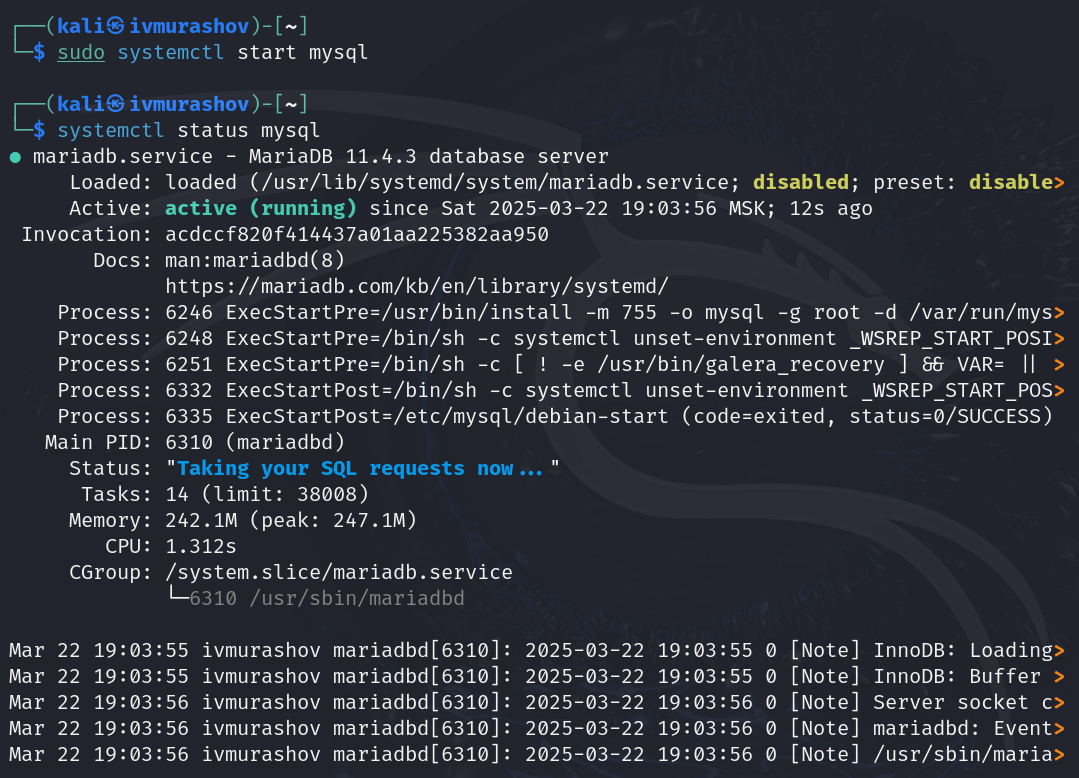 ┌──(kali㉿ivmurashov)-[~]
└─$ sudo systemctl start mysql
┌──(kali㉿ivmurashov)-[~]
└─$ systemctl status mysql
● mariadb.service - MariaDB 11.4.3 database server
Loaded: loaded (/usr/lib/systemd/system/mariadb.service; disabled; preset: disable>
Active: active (running) since Sat 2025-03-22 19:03:56 MSK; 12s ago
Invocation: acdccf820f414437a01aa225382aa950
Docs: man:mariadbd(8)
https://mariadb.com/kb/en/library/systemd/
Process: 6246 ExecStartPre=/usr/bin/install -m 755 -o mysql -g root -d /var/run/mys>
Process: 6248 ExecStartPre=/bin/sh -c systemctl unset-environment _WSREP_START_POSI>
Process: 6251 ExecStartPre=/bin/sh -c [ ! -e /usr/bin/galera_recovery ] && VAR= || >
Process: 6332 ExecStartPost=/bin/sh -c systemctl unset-environment _WSREP_START_POS>
Process: 6335 ExecStartPost=/etc/mysql/debian-start (code=exited, status=0/SUCCESS)
Main PID: 6310 (mariadbd)
Status: "Taking your SQL requests now..."
Tasks: 14 (limit: 38008)
Memory: 242.1M (peak: 247.1M)
CPU: 1.312s
CGroup: /system.slice/mariadb.service
└─6310 /usr/sbin/mariadbd
Mar 22 19:03:55 ivmurashov mariadbd[6310]: 2025-03-22 19:03:55 0 [Note] InnoDB: Loading>
Mar 22 19:03:55 ivmurashov mariadbd[6310]: 2025-03-22 19:03:55 0 [Note] InnoDB: Buffer >
Mar 22 19:03:56 ivmurashov mariadbd[6310]: 2025-03-22 19:03:56 0 [Note] Server socket c>
Mar 22 19:03:56 ivmurashov mariadbd[6310]: 2025-03-22 19:03:56 0 [Note] mariadbd: Event>
Mar 22 19:03:56 ivmurashov mariadbd[6310]: 2025-03-22 19:03:56 0 [Note] /usr/sbin/maria>